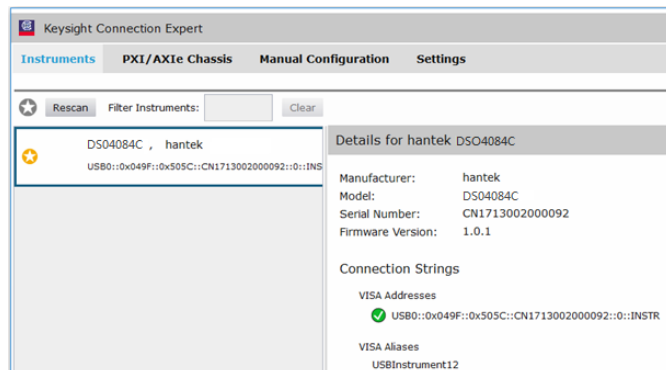 Keysight Connection Expert
Instruments PXI/AXIe Chassis Manual Configuration Settings
Rescan Filter Instruments: Clear
DS04084C , hantek
USB0::0x049F::0x505C::CN1713002000092::0::INS
Details for hantek DSO4084C
Manufacturer: hantek
Model: DS04084C
Serial Number: CN1713002000092
Firmware Version: 1.0.1
Connection Strings
VISA Addresses
USB0::0x049F::0x505C::CN1713002000092::0::INSTR
VISA Aliases
USBInstrument12